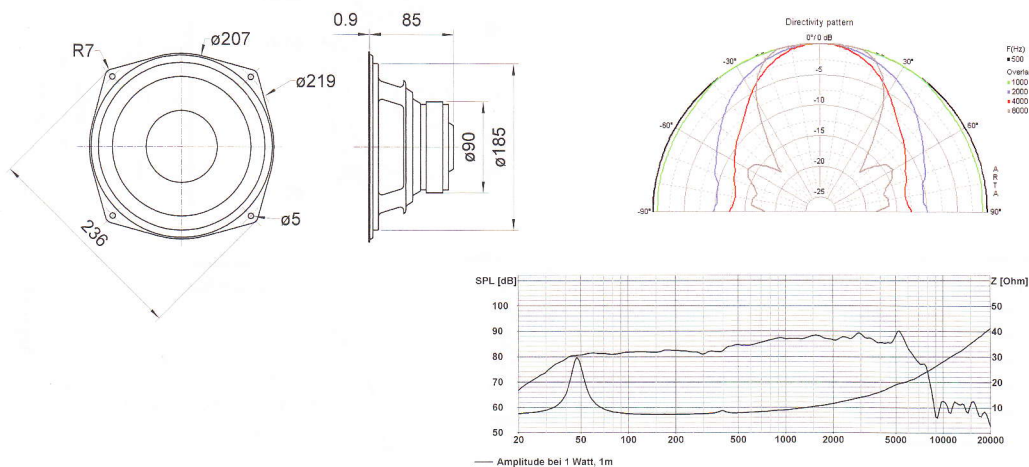 R7
ø207
ø219
ø5
236
0.9 85
ø90
ø185
Directivity pattern
0°/ 0 dB
-30° 30°
-60° 60°
-90° 90°
-5
-10
-15
-20
-25
F(Hz)
500
Overla
1000
2000
4000
8000
A
R
T
A
SPL [dB] Z [Ohm]
100 50
90 40
80 30
70 20
60 10
50
20 50 100 200 500 1000 2000 5000 10000 20000
Amplitude bei 1 Watt, 1m